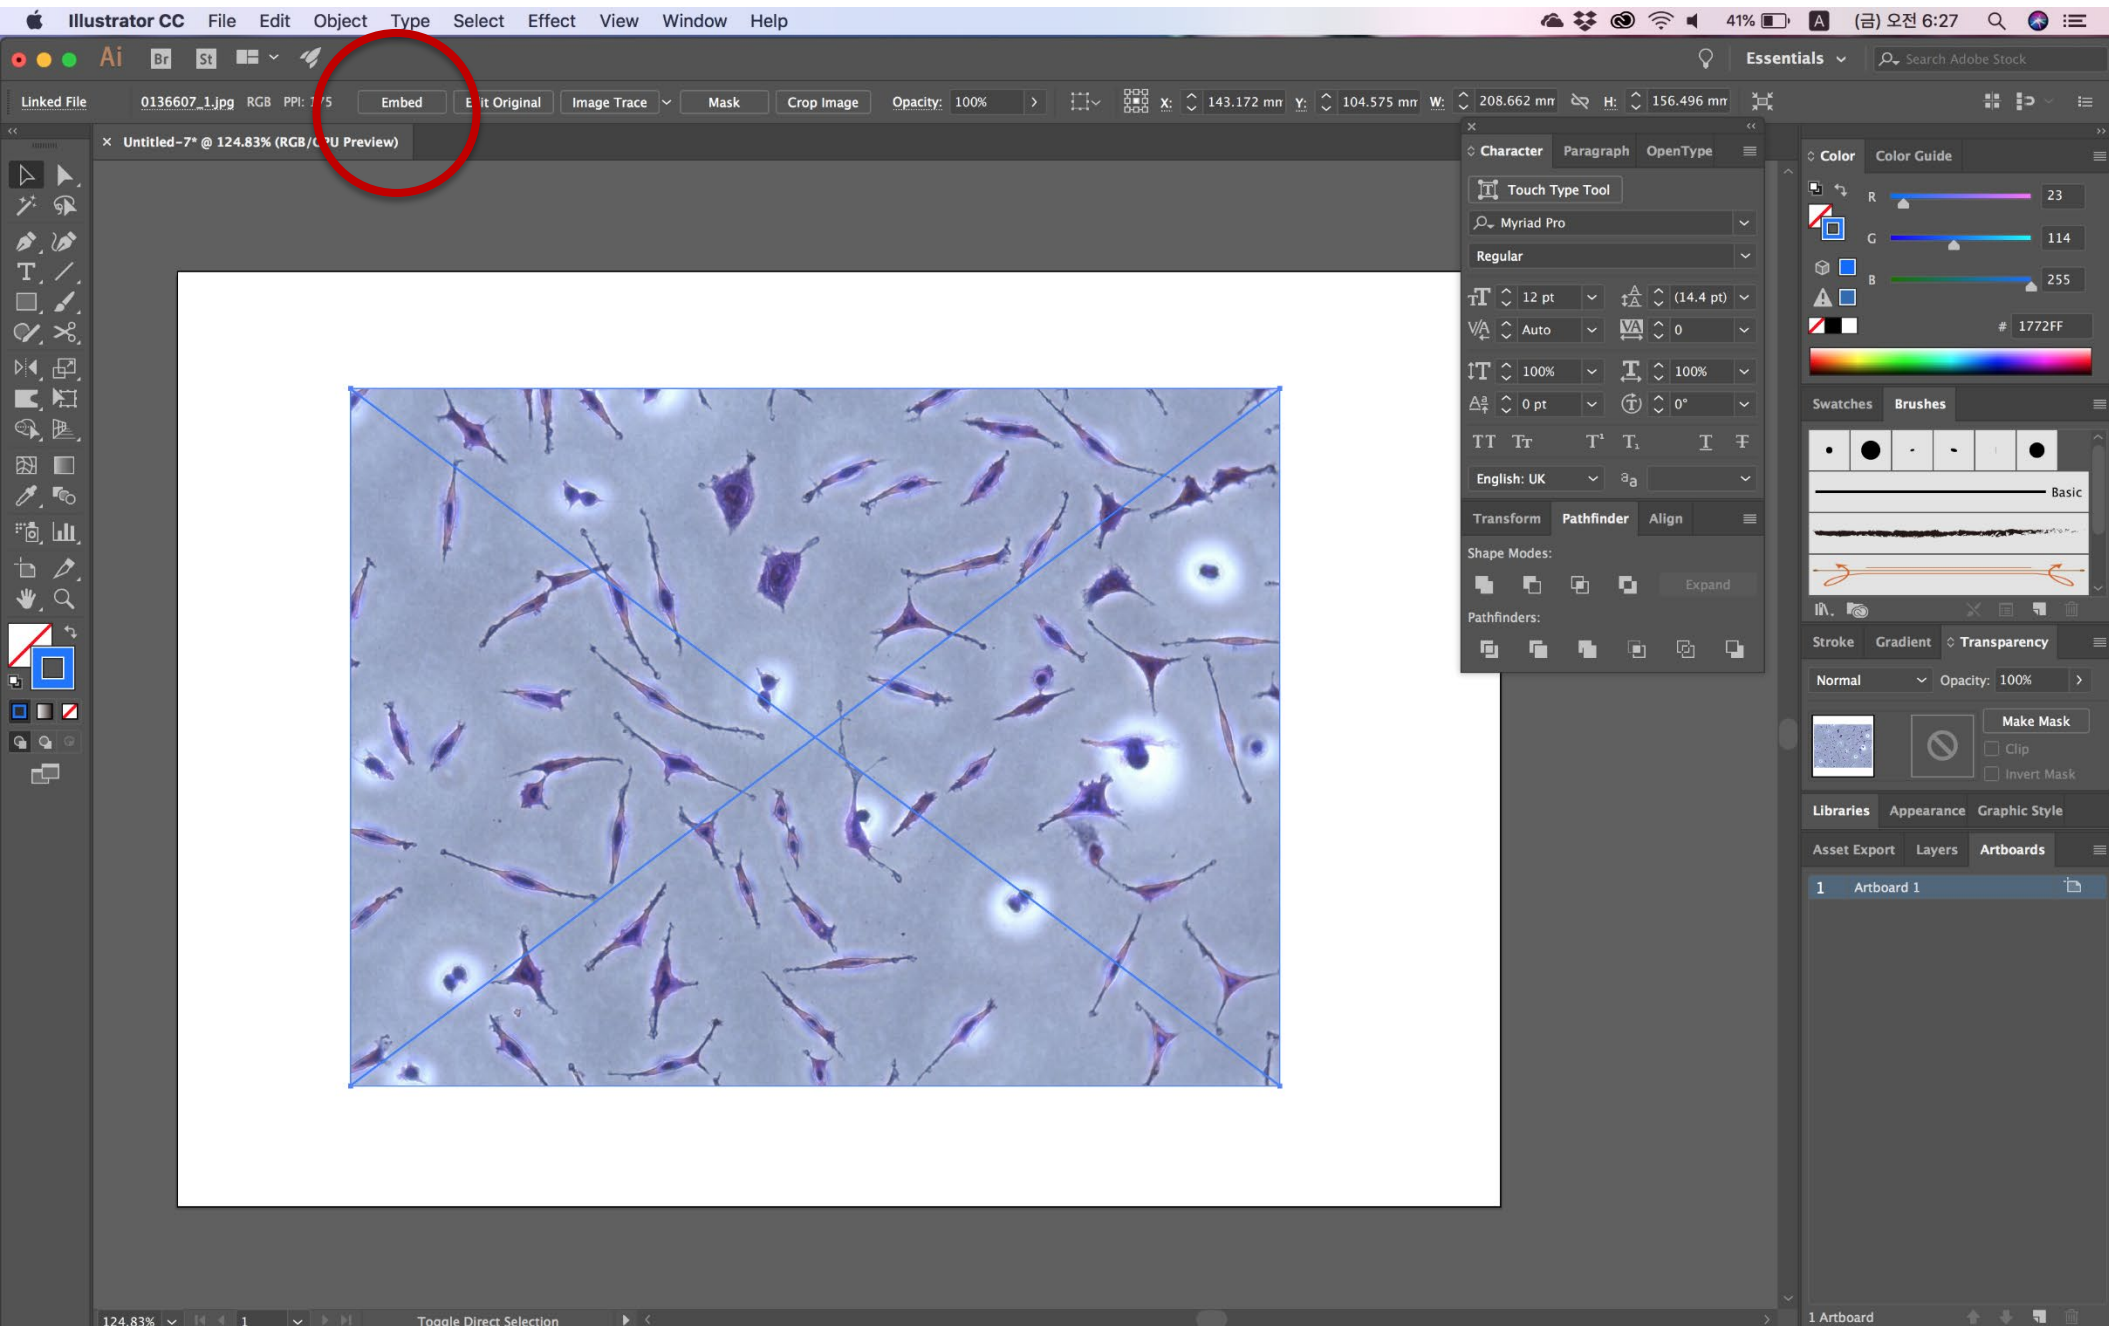 Illustrator CC File Edit Object Type Select Effect View Window Help 41% A (금) 오전 6:27
Ai Br St Essentials Search Adobe Stock
Linked File 0136607_1.jpg RGB PPI: Embed Original Image Trace Mask Crop Image Opacity: 100% X: 143.172 mm Y: 104.575 mm W: 208.662 mm H: 156.496 mm
Untitled-7* @ 124.83% (RGB/GPU Preview)
Character Paragraph OpenType
Touch Type Tool
Myriad Pro
Regular
12 pt (14.4 pt)
Auto 0
100% 100%
0 pt 0°
English: UK
Transform Pathfinder Align
Shape Modes:
Expand
Pathfinders:
Color Color Guide
R 23
G 114
B 255
# 1772FF
Swatches Brushes
Basic
Stroke Gradient Transparency
Normal Opacity: 100%
Make Mask
Clip
Invert Mask
Libraries Appearance Graphic Style
Asset Export Layers Artboards
1 Artboard 1
124.83% 1 Toggle Direct Selection
1 Artboard